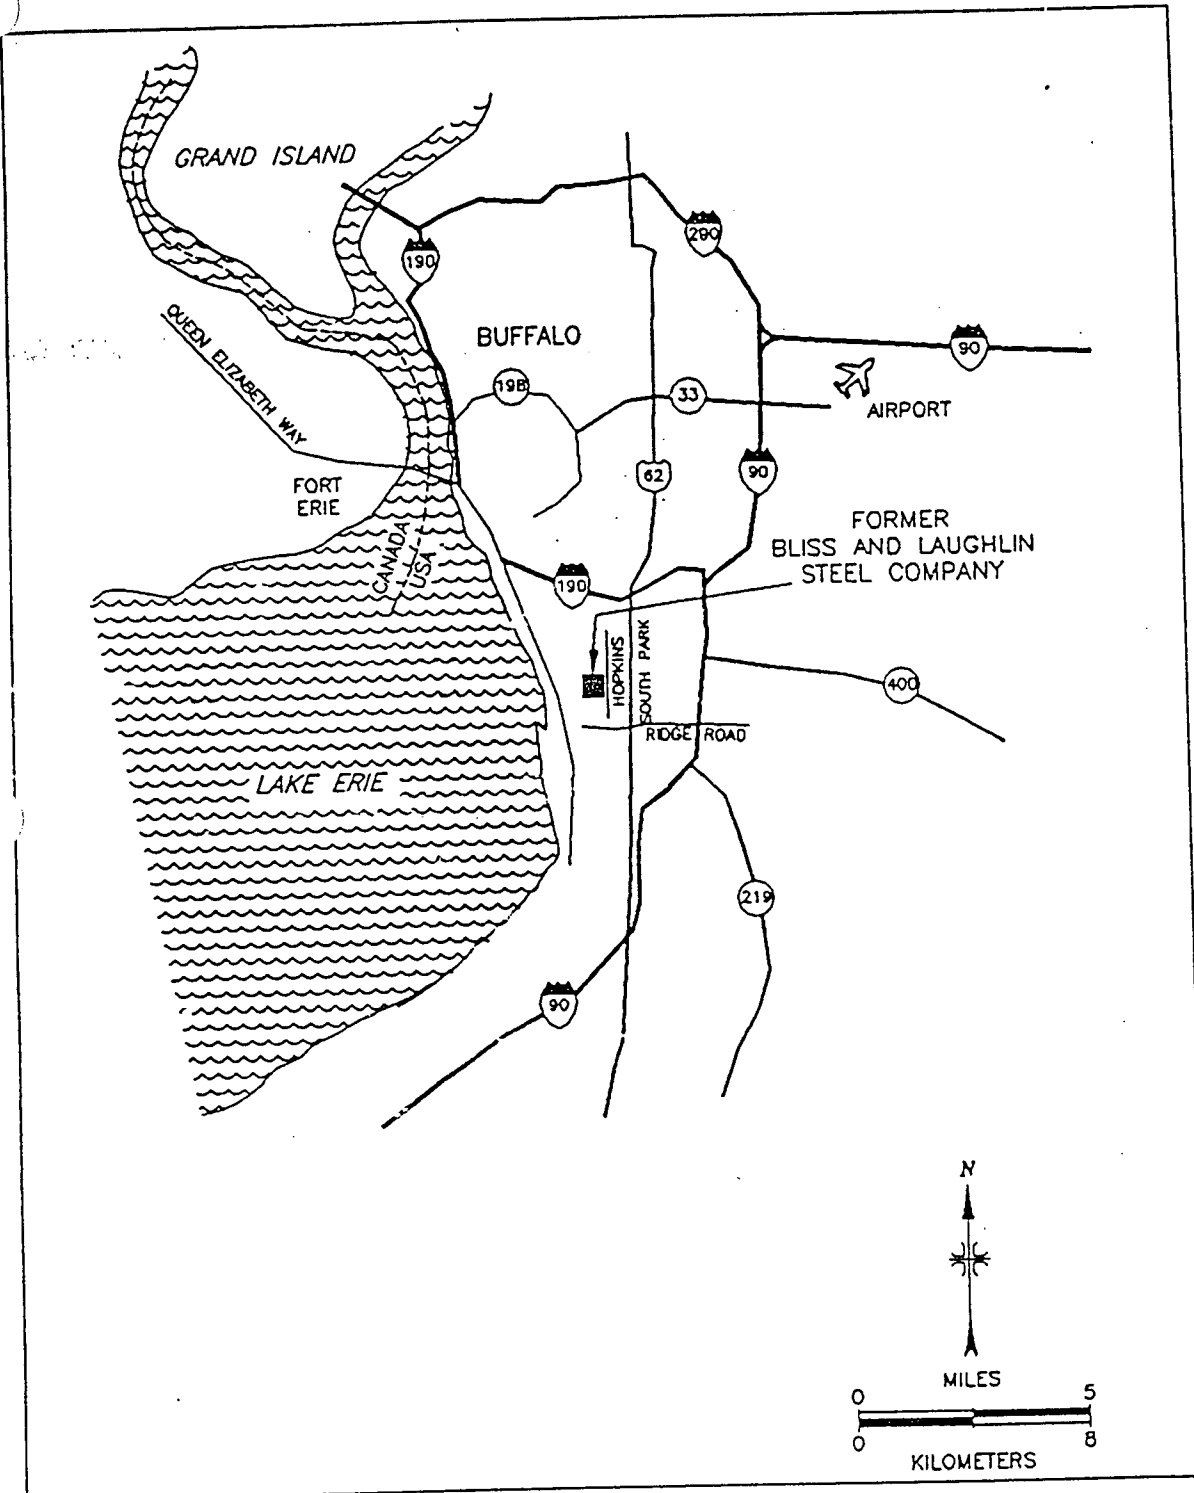 GRAND ISLAND
290
190
QUEEN ELIZABETH WAY
BUFFALO
90
198
33
AIRPORT
62
90
FORT
ERIE
FORMER
BLISS AND LAUGHLIN
STEEL COMPANY
CANADA
USA
190
HOPKINS
SOUTH PARK
400
RIDGE ROAD
LAKE ERIE
219
90
N
MILES
0 5
0 8
KILOMETERS